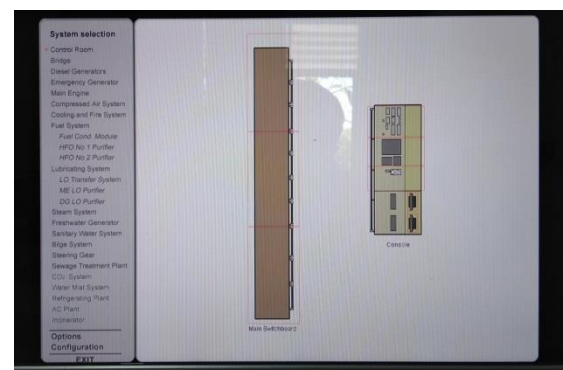 System selection
Control Room
Bridge
Diesel Generators
Emergency Generator
Main Engine
Compressed Air System
Cooling and Fire System
Fuel System
Fuel Cond. Module
HFO No 1 Purifier
HFO No 2 Purifier
Lubricating System
LO Transfer System
ME LO Purifier
DG LO Purifier
Steam System
Freshwater Generator
Sanitary Water System
Bilge System
Steering Gear
Sewage Treatment Plant
CO2 System
Water Mist System
Refrigerating Plant
AC Plant
Incinerator
Options
Configuration
EXIT
Main Switchboard
Console